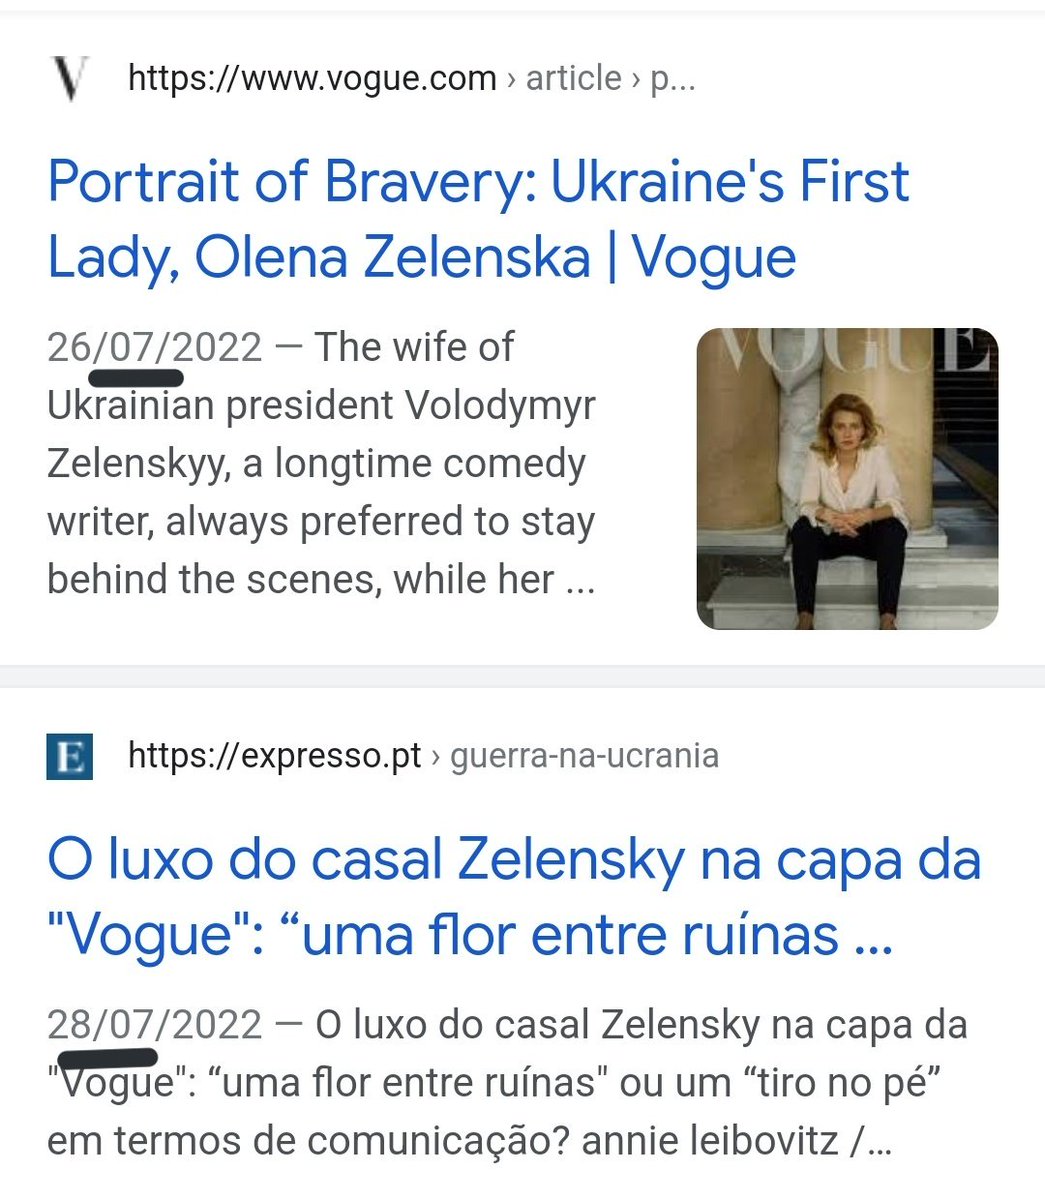 V
https://www.vogue.com › article › p...
Portrait of Bravery: Ukraine's First
Lady, Olena Zelenska | Vogue
26/07/2022 — The wife of
Ukrainian president Volodymyr
Zelenskyy, a longtime comedy
writer, always preferred to stay
behind the scenes, while her ...
VOGUE
E
https://expresso.pt › guerra-na-ucrania
O luxo do casal Zelensky na capa da
"Vogue": “uma flor entre ruínas ...
28/07/2022 — O luxo do casal Zelensky na capa da
"Vogue": “uma flor entre ruínas" ou um “tiro no pé”
em termos de comunicação? annie leibovitz /...